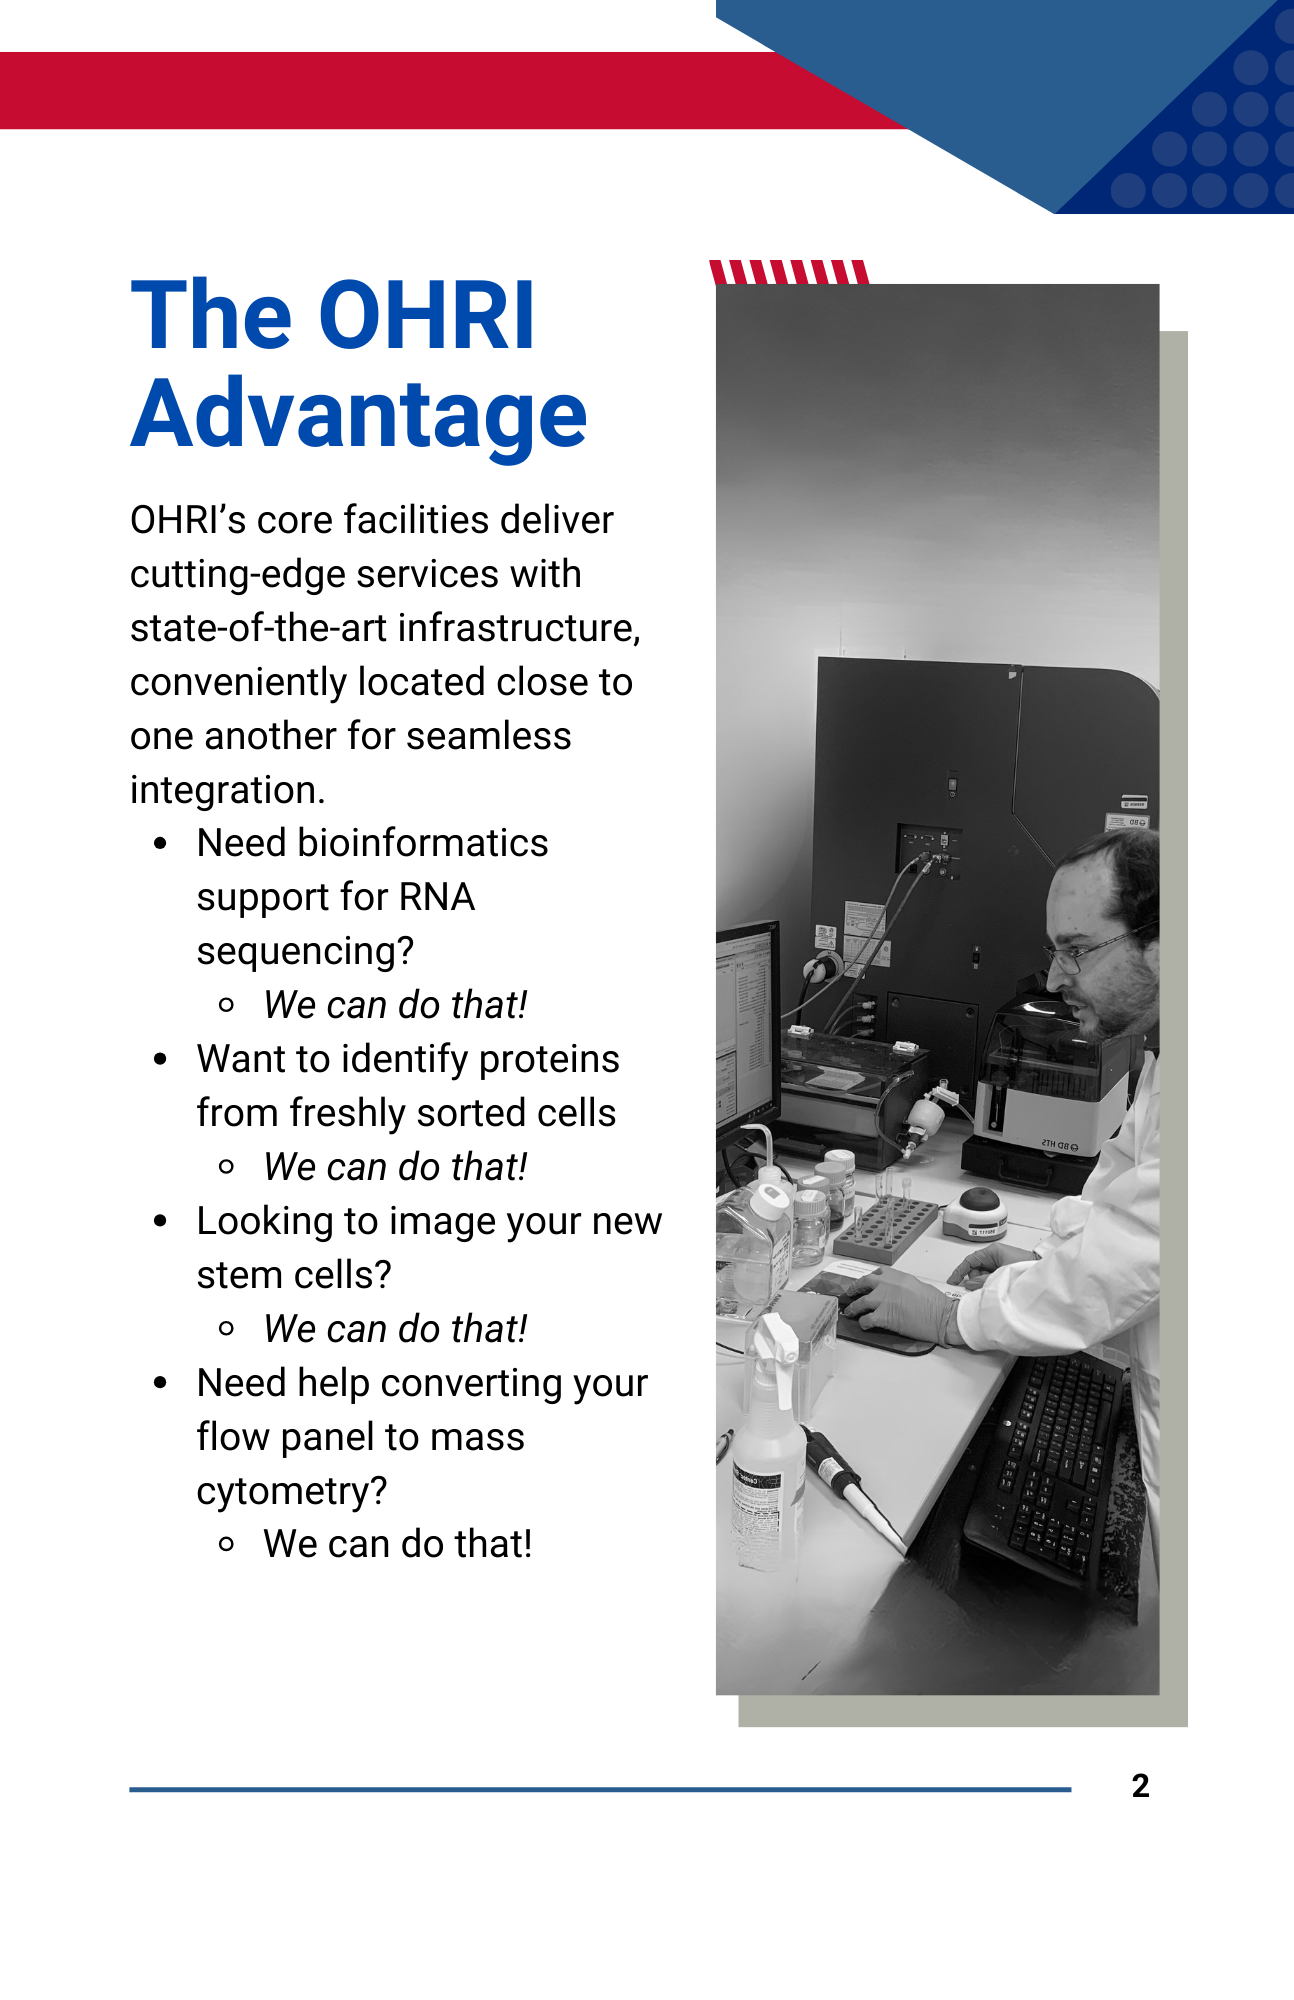 The OHRI
Advantage
OHRI’s core facilities deliver
cutting-edge services with
state-of-the-art infrastructure,
conveniently located close to
one another for seamless
integration.
• Need bioinformatics
support for RNA
sequencing?
◦ We can do that!
• Want to identify proteins
from freshly sorted cells
◦ We can do that!
• Looking to image your new
stem cells?
◦ We can do that!
• Need help converting your
flow panel to mass
cytometry?
◦ We can do that!
BD
BD HTS
2